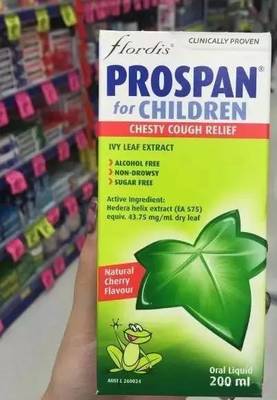 flordis®
CLINICALLY PROVEN
PROSPAN®
for CHILDREN
CHESTY COUGH RELIEF
IVY LEAF EXTRACT
ALCOHOL FREE
NON-DROWSY
SUGAR FREE
Active Ingredient:
Hedera helix extract (EA 575)
equiv. 43.75 mg/mL dry leaf
Natural
Cherry
Flavour
AUST L 260024
Oral Liquid
200 ml